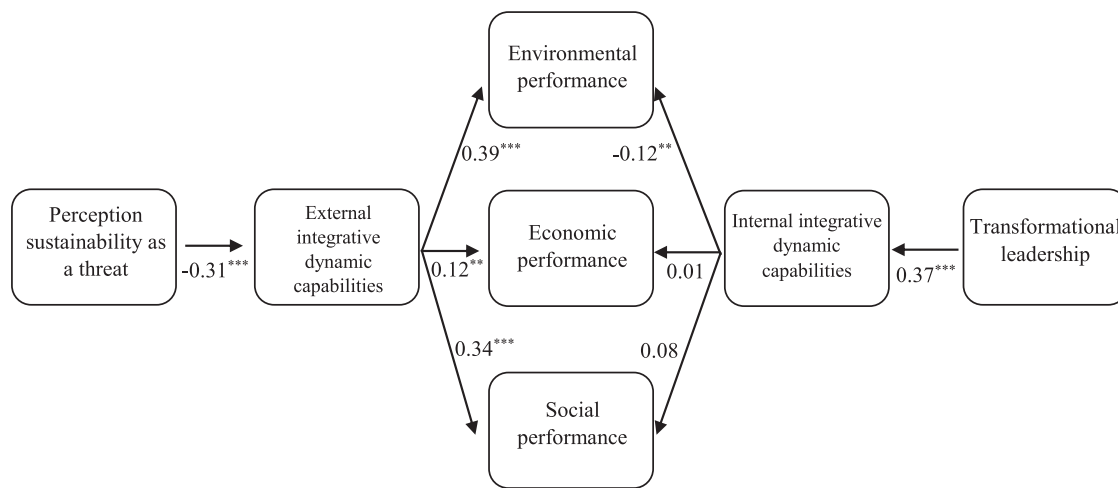 Environmental
performance
0.39***
-0.12**
Perception
sustainability as
a threat
-0.31***
External
integrative
dynamic
capabilities
0.12**
Economic
performance
0.01
Internal integrative
dynamic
capabilities
0.37***
Transformational
leadership
0.34***
0.08
Social
performance